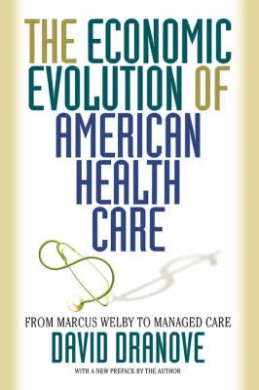 THE ECONOMIC
EVOLUTION OF
AMERICAN
HEALTH
CARE
FROM MARCUS WELBY TO MANAGED CARE
DAVID DRANOVE
WITH A NEW PREFACE BY THE AUTHOR